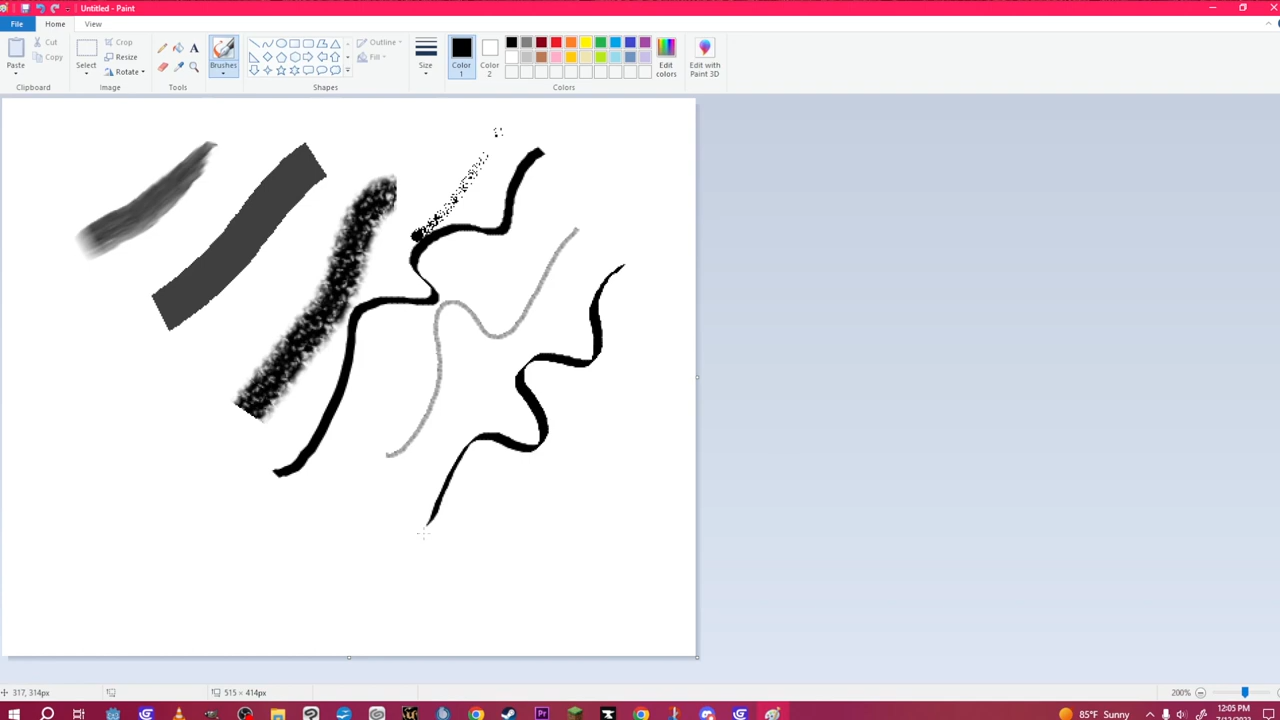 Untitled - Paint
File
Home
View
Paste
Cut
Copy
Clipboard
Select
Crop
Resize
Rotate
Image
A
Tools
Brushes
Outline
Fill
Shapes
Size
Color
1
Color
2
Edit
colors
Colors
Edit with
Paint 3D
317, 314px
515 × 414px
200%
Pr
85°F Sunny
12:05 PM